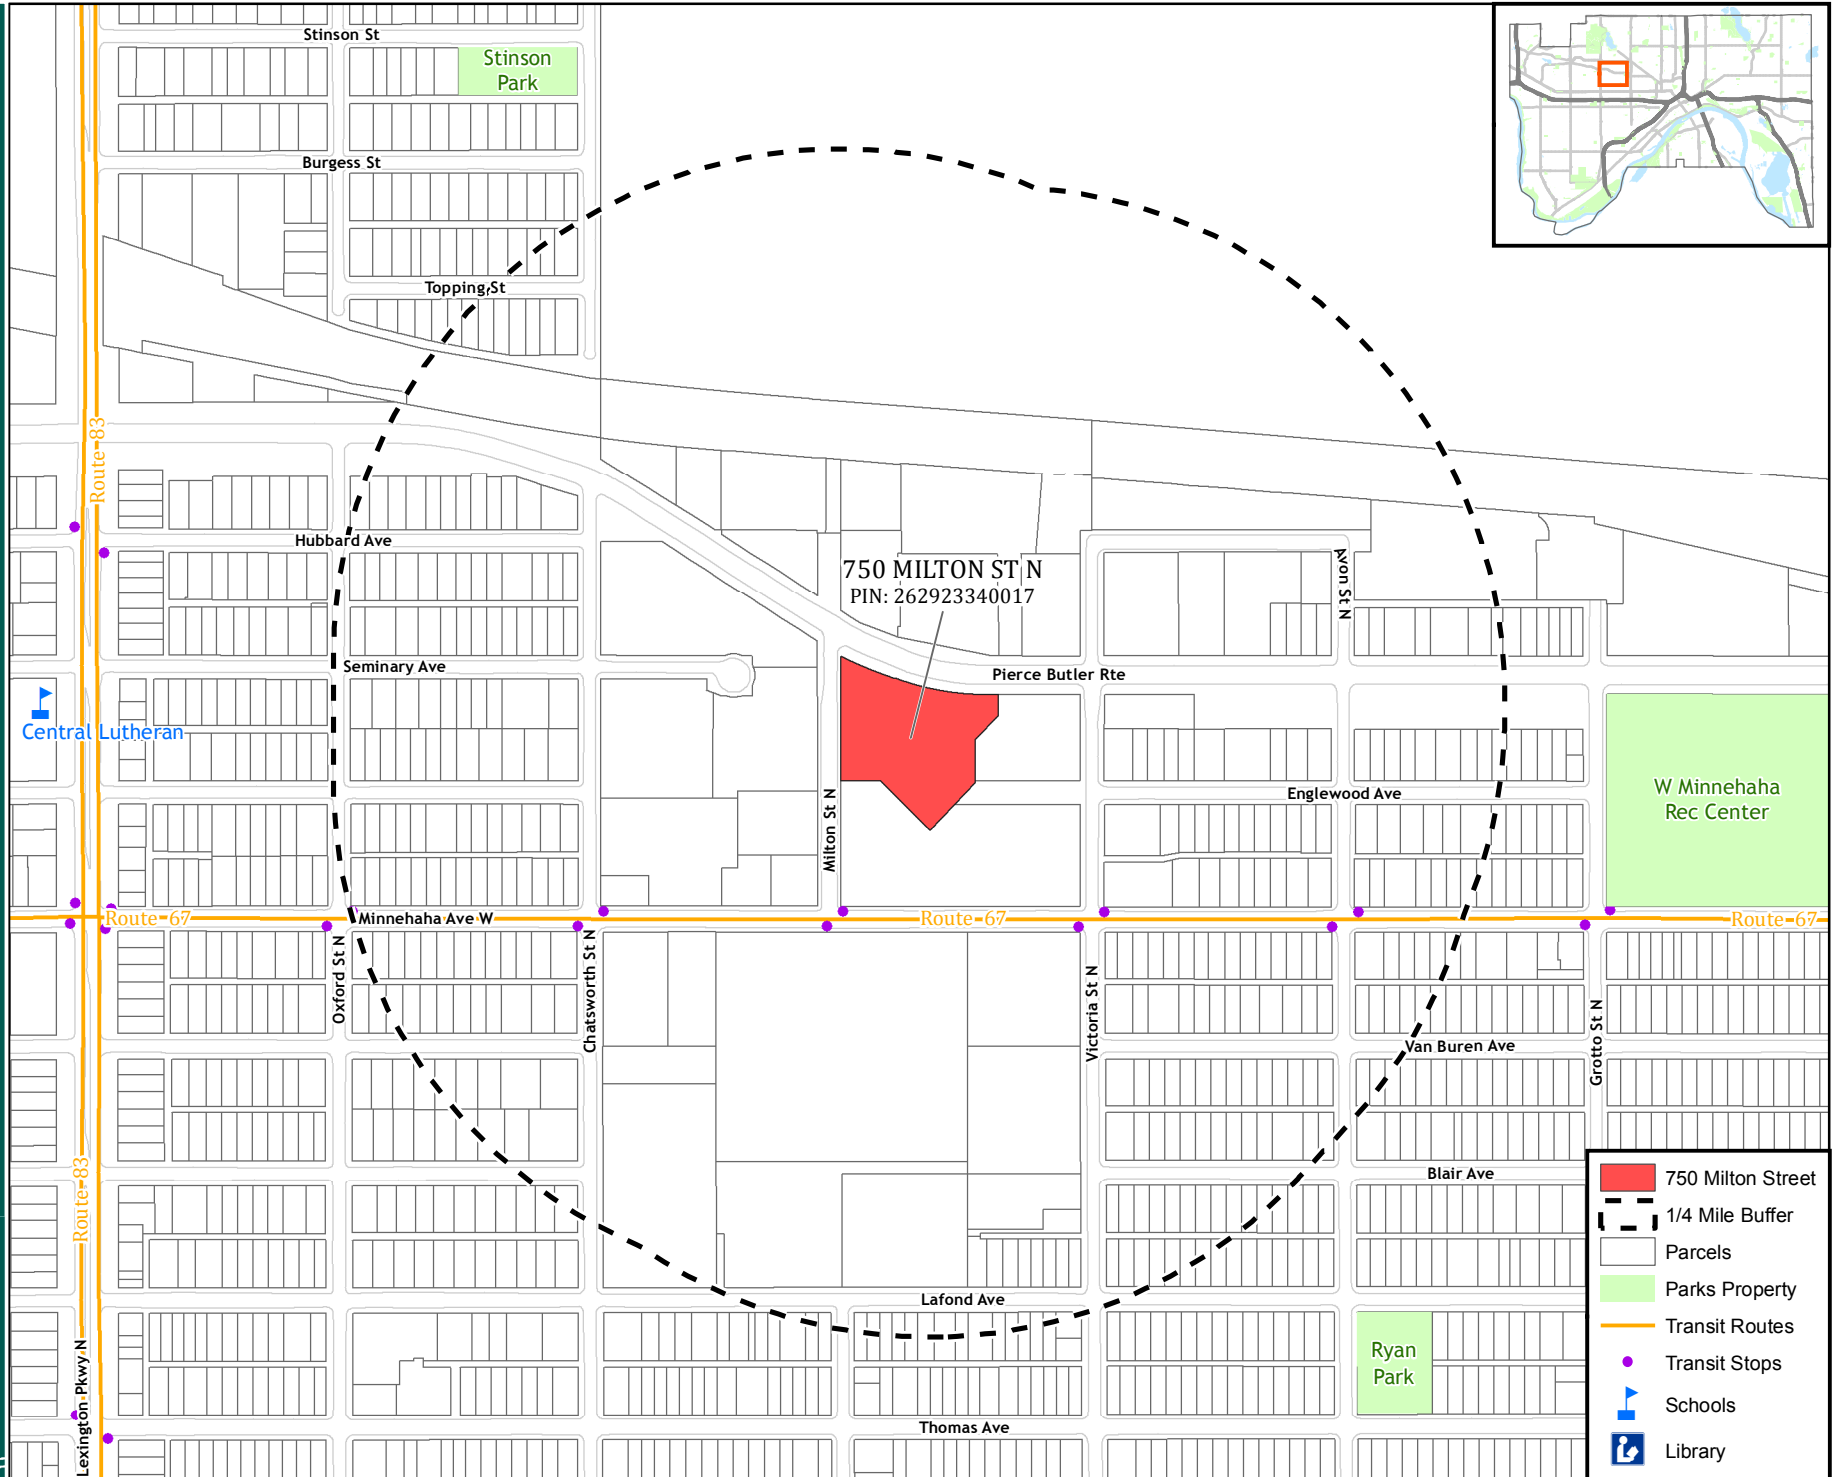 Stinson St
Stinson
Park
Burgess St
Topping St
Route 83
Hubbard Ave
750 MILTON ST N
PIN: 262923340017
Avon St N
Seminary Ave
Pierce Butler Rte
Central Lutheran
Englewood Ave
W Minnehaha
Rec Center
Milton St N
Route 67
Minnehaha Ave W
Route 67
Route 67
Oxford St N
Chatsworth St N
Victoria St N
Grotto St N
Van Buren Ave
Blair Ave
Route 83
Lafond Ave
Ryan
Park
Lexington Pkwy N
Thomas Ave
750 Milton Street
1/4 Mile Buffer
Parcels
Parks Property
Transit Routes
Transit Stops
Schools
Library